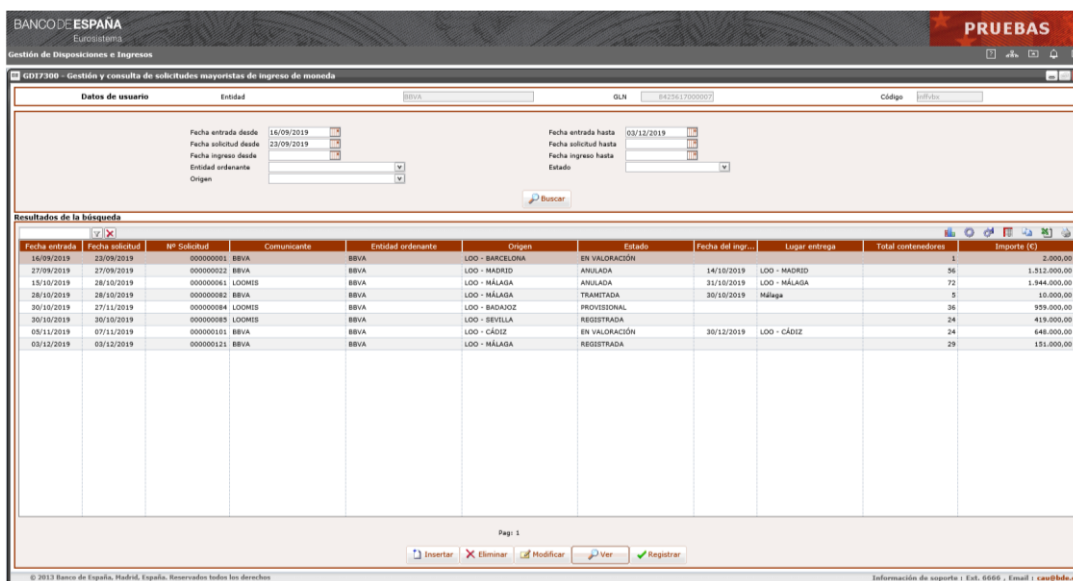 BANCODEESPAÑA
Eurosistema
PRUEBAS
Gestión de Disposiciones e Ingresos
GDI7300 - Gestión y consulta de solicitudes mayoristas de ingreso de moneda
Datos de usuario Entidad BBVA GLN 8425617000007 Código
Fecha entrada desde 16/09/2019 Fecha entrada hasta 03/12/2019
Fecha solicitud desde 23/09/2019 Fecha solicitud hasta
Fecha ingreso desde Fecha ingreso hasta
Entidad ordenante Estado
Origen
Buscar
Resultados de la búsqueda
Fecha entrada Fecha solicitud Nº Solicitud Comunicante Entidad ordenante Origen Estado Fecha del ingr... Lugar entrega Total contenedores Importe (€)
16/09/2019 23/09/2019 000000001 BBVA BBVA LOO - BARCELONA EN VALORACIÓN 1 2.000,00
27/09/2019 27/09/2019 000000022 BBVA BBVA LOO - MADRID ANULADA 14/10/2019 LOO - MADRID 56 1.512.000,00
15/10/2019 28/10/2019 000000061 LOOMIS BBVA LOO - MÁLAGA ANULADA 31/10/2019 LOO - MÁLAGA 72 1.944.000,00
28/10/2019 28/10/2019 000000082 BBVA BBVA LOO - MÁLAGA TRAMITADA 30/10/2019 Málaga 5 10.000,00
30/10/2019 27/11/2019 000000084 LOOMIS BBVA LOO - BADAJOZ PROVISIONAL 36 959.000,00
30/10/2019 30/10/2019 000000085 LOOMIS BBVA LOO - SEVILLA REGISTRADA 24 419.000,00
05/11/2019 07/11/2019 000000101 BBVA BBVA LOO - CÁDIZ EN VALORACIÓN 30/12/2019 LOO - CÁDIZ 24 648.000,00
03/12/2019 03/12/2019 000000121 BBVA BBVA LOO - MÁLAGA REGISTRADA 29 151.000,00
Pag: 1
Insertar Eliminar Modificar Ver Registrar
© 2013 Banco de España, Madrid, España. Reservados todos los derechos Información de soporte : Ext. 6666 , Email : cau@bde.